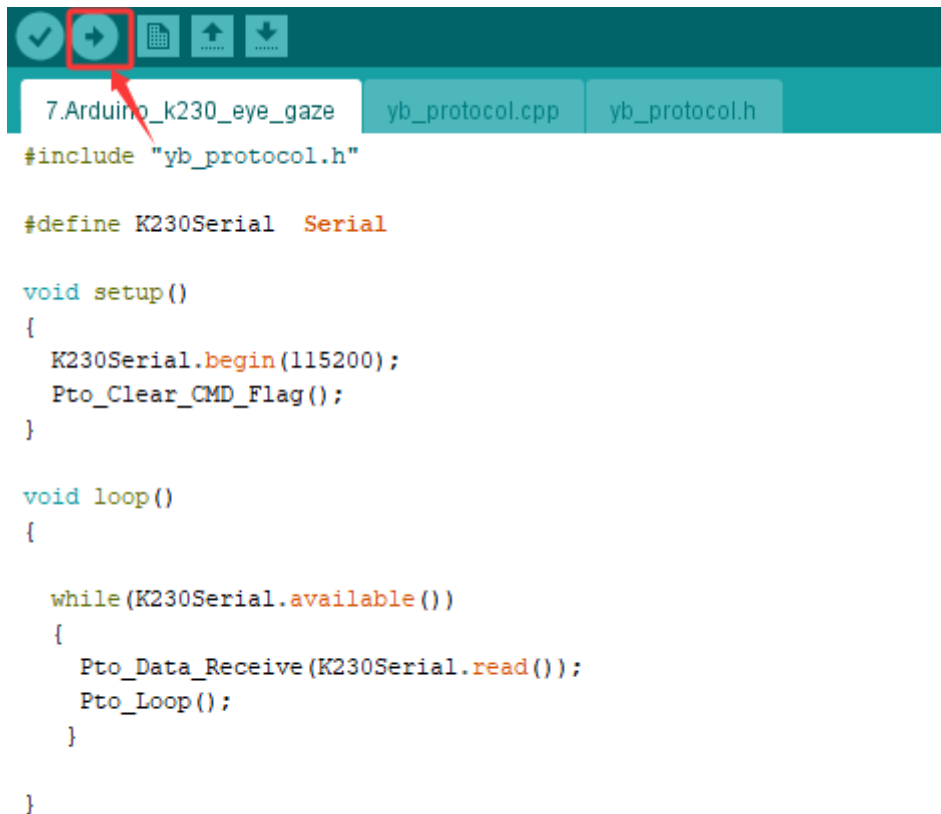 7.Arduino_k230_eye_gaze yb_protocol.cpp yb_protocol.h
#include "yb_protocol.h"
#define K230Serial  Serial
void setup()
{
  K230Serial.begin(115200);
  Pto_Clear_CMD_Flag();
}
void loop()
{
  while(K230Serial.available())
  {
    Pto_Data_Receive(K230Serial.read());
    Pto_Loop();
   }
}